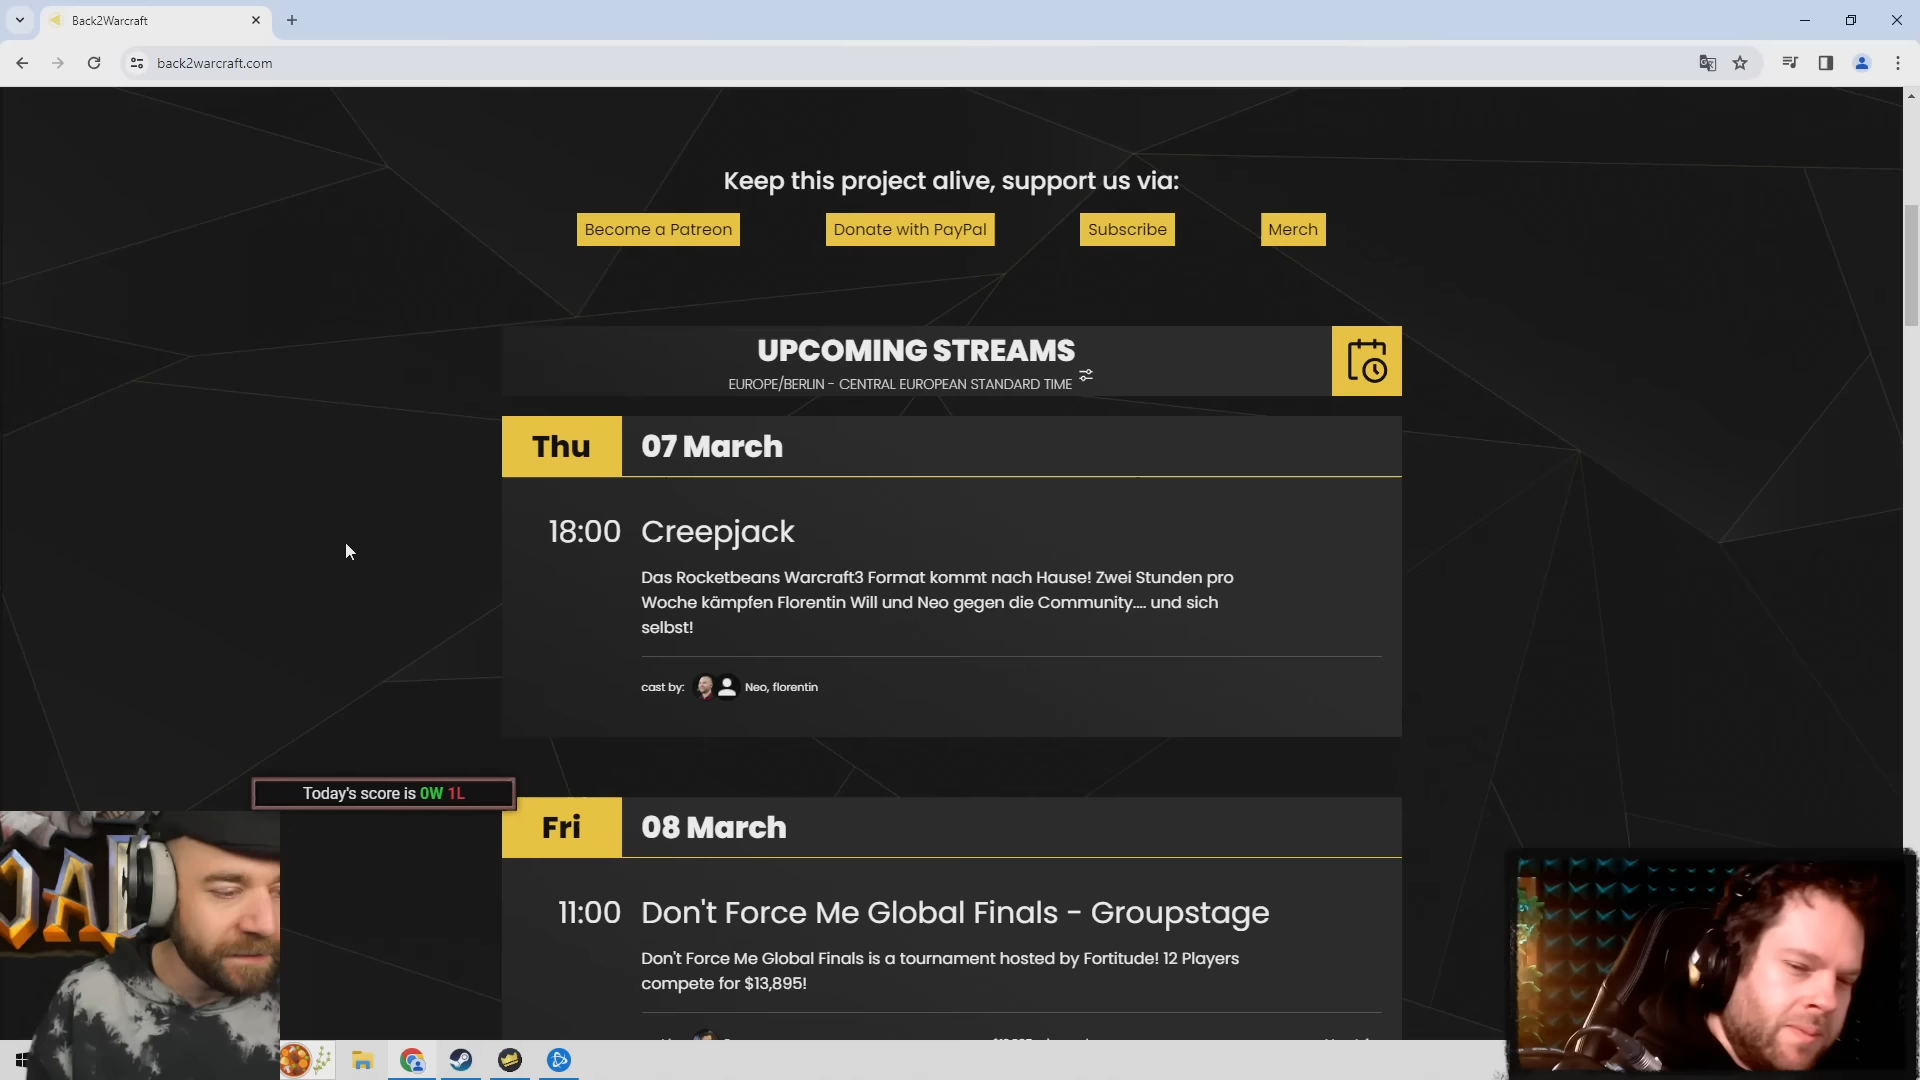 Back2Warcraft
back2warcraft.com
Keep this project alive, support us via:
Become a Patreon
Donate with PayPal
Subscribe
Merch
UPCOMING STREAMS
EUROPE/BERLIN - CENTRAL EUROPEAN STANDARD TIME
Thu
07 March
18:00
Creepjack
Das Rocketbeans Warcraft3 Format kommt nach Hause! Zwei Stunden pro
Woche kämpfen Florentin Will und Neo gegen die Community.... und sich
selbst!
cast by:
Neo, florentin
Today's score is 0W 1L
Fri
08 March
11:00
Don't Force Me Global Finals - Groupstage
Don't Force Me Global Finals is a tournament hosted by Fortitude! 12 Players
compete for $13,895!